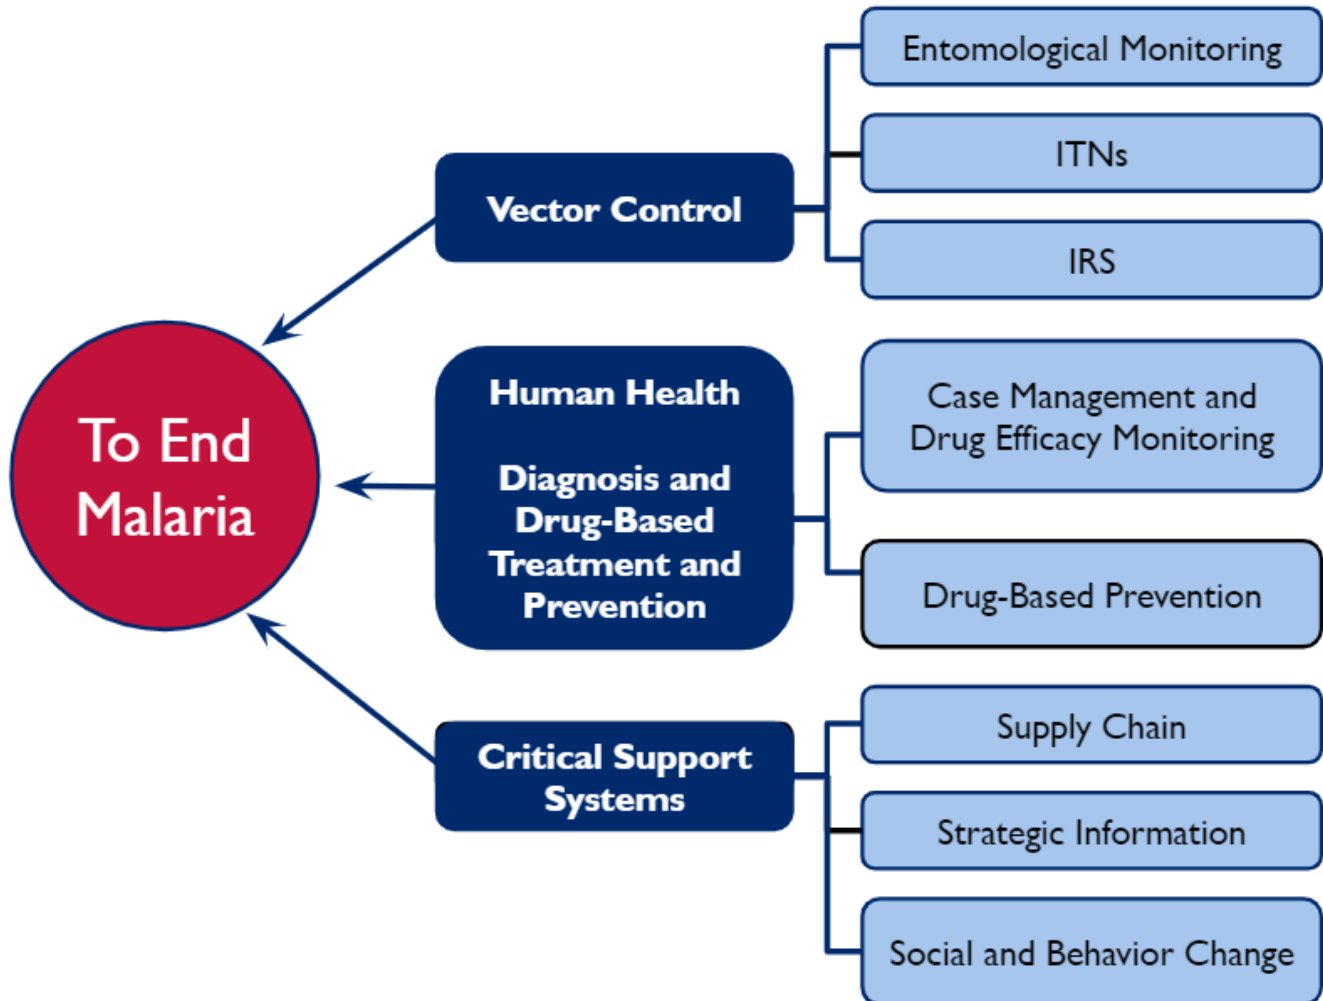 To End
Malaria
Vector Control
Entomological Monitoring
ITNs
IRS
Human Health
Diagnosis and
Drug-Based
Treatment and
Prevention
Case Management and
Drug Efficacy Monitoring
Drug-Based Prevention
Critical Support
Systems
Supply Chain
Strategic Information
Social and Behavior Change